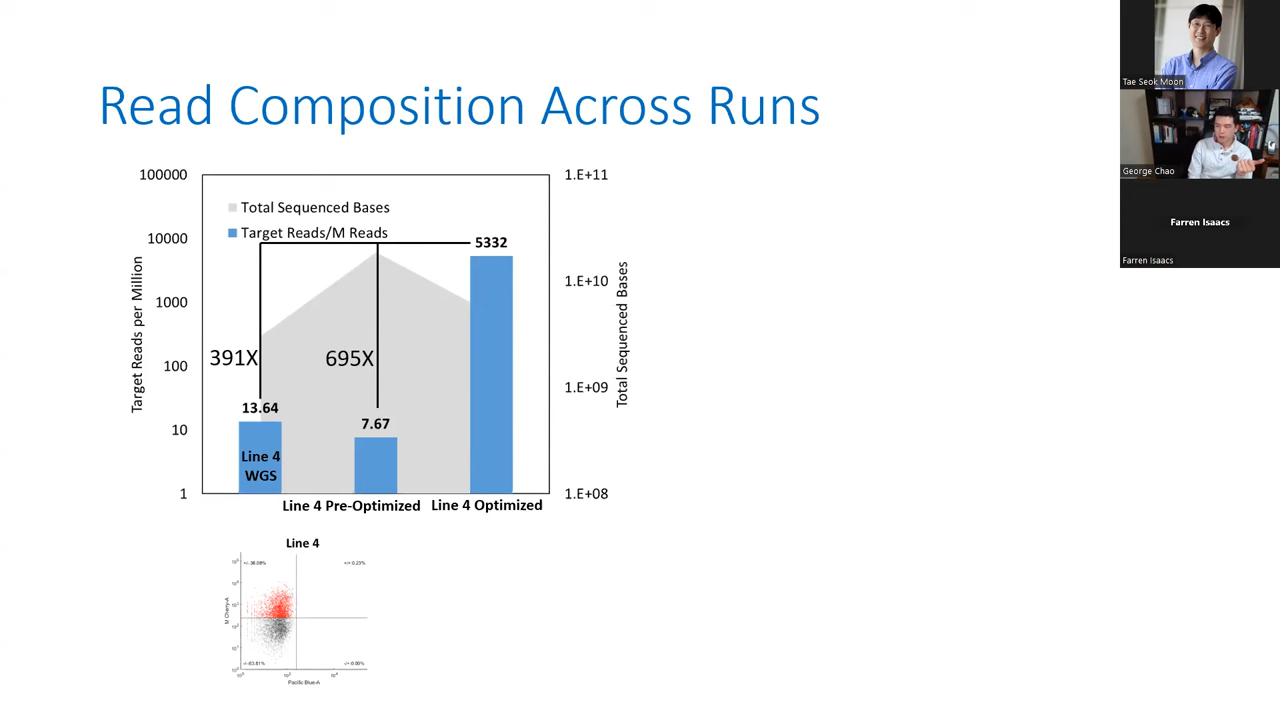 Read Composition Across Runs
100000
10000
1000
100
10
1
Target Reads per Million
Total Sequenced Bases
Target Reads/M Reads
5332
391X
695X
13.64
7.67
Line 4
WGS
Line 4 Pre-Optimized
Line 4 Optimized
1.E+11
1.E+10
1.E+09
1.E+08
Total Sequenced Bases
Line 4
M Cherry-A
Pacific Blue-A
Tae Seok Moon
George Chao
Farren Isaacs
Farren Isaacs